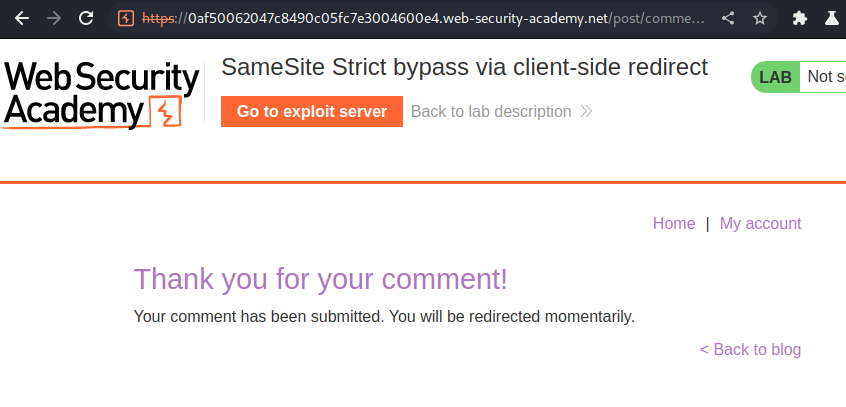 https://0af50062047c8490c05fc7e3004600e4.web-security-academy.net/post/comme...
Web Security
Academy
SameSite Strict bypass via client-side redirect
Go to exploit server
Back to lab description
LAB Not s
Home | My account
Thank you for your comment!
Your comment has been submitted. You will be redirected momentarily.
< Back to blog